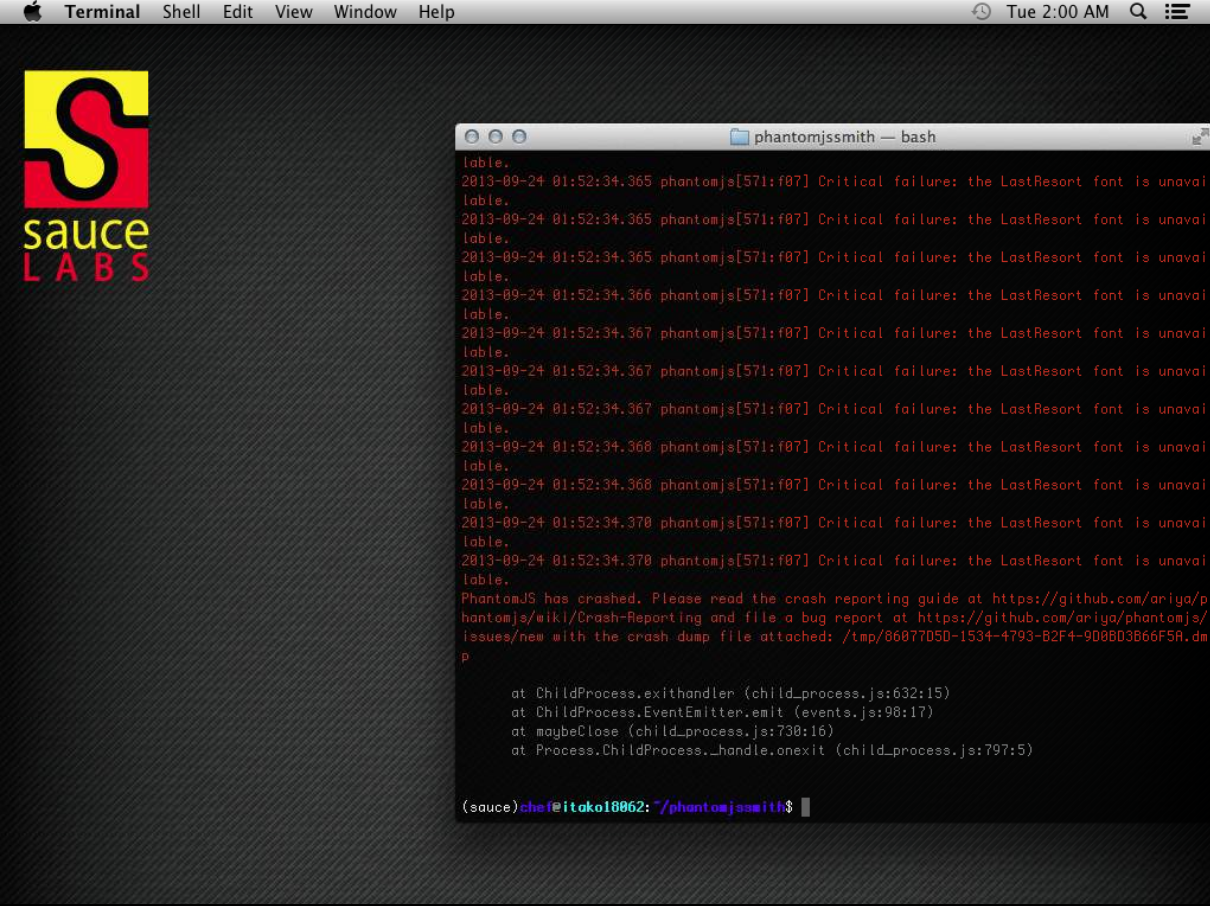 Terminal Shell Edit View Window Help Tue 2:00 AM
sauce
LABS
phantomjssmith — bash
lable.
2013-09-24 01:52:34.365 phantomjs[571:f07] Critical failure: the LastResort font is unavai
lable.
2013-09-24 01:52:34.365 phantomjs[571:f07] Critical failure: the LastResort font is unavai
lable.
2013-09-24 01:52:34.365 phantomjs[571:f07] Critical failure: the LastResort font is unavai
lable.
2013-09-24 01:52:34.366 phantomjs[571:f07] Critical failure: the LastResort font is unavai
lable.
2013-09-24 01:52:34.367 phantomjs[571:f07] Critical failure: the LastResort font is unavai
lable.
2013-09-24 01:52:34.367 phantomjs[571:f07] Critical failure: the LastResort font is unavai
lable.
2013-09-24 01:52:34.367 phantomjs[571:f07] Critical failure: the LastResort font is unavai
lable.
2013-09-24 01:52:34.368 phantomjs[571:f07] Critical failure: the LastResort font is unavai
lable.
2013-09-24 01:52:34.368 phantomjs[571:f07] Critical failure: the LastResort font is unavai
lable.
2013-09-24 01:52:34.370 phantomjs[571:f07] Critical failure: the LastResort font is unavai
lable.
2013-09-24 01:52:34.370 phantomjs[571:f07] Critical failure: the LastResort font is unavai
lable.
PhantomJS has crashed. Please read the crash reporting guide at https://github.com/ariya/p
hantomjs/wiki/Crash-Reporting and file a bug report at https://github.com/ariya/phantomjs/
issues/new with the crash dump file attached: /tmp/86077D5D-1534-4793-B2F4-9D0BD3B66F5A.dm
p
at ChildProcess.exithandler (child_process.js:632:15)
at ChildProcess.EventEmitter.emit (events.js:98:17)
at maybeClose (child_process.js:730:16)
at Process.ChildProcess._handle.onexit (child_process.js:797:5)
(sauce)chef@itako18062:~/phantomjssmith$